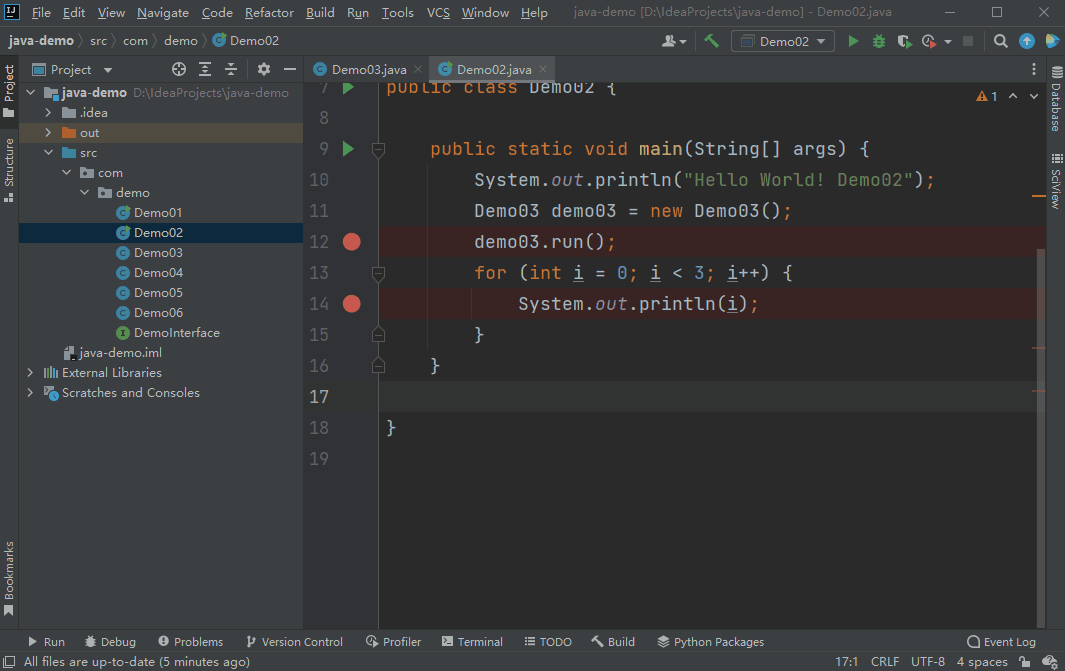 File Edit View Navigate Code Refactor Build Run Tools VCS Window Help java-demo [D:\IdeaProjects\java-demo] - Demo02.java
java-demo src com demo Demo02 Demo02
Project Demo03.java Demo02.java
Project
Structure
Bookmarks
java-demo D:\IdeaProjects\java-demo
.idea
out
src
com
demo
Demo01
Demo02
Demo03
Demo04
Demo05
Demo06
DemoInterface
java-demo.iml
External Libraries
Scratches and Consoles
7 public class Demo02 {
8
9 public static void main(String[] args) {
10 System.out.println("Hello World! Demo02");
11 Demo03 demo03 = new Demo03();
12 demo03.run();
13 for (int i = 0; i < 3; i++) {
14 System.out.println(i);
15 }
16 }
17
18 }
19
1
Database
SciView
Run Debug Problems Version Control Profiler Terminal TODO Build Python Packages Event Log
All files are up-to-date (5 minutes ago) 17:1 CRLF UTF-8 4 spaces